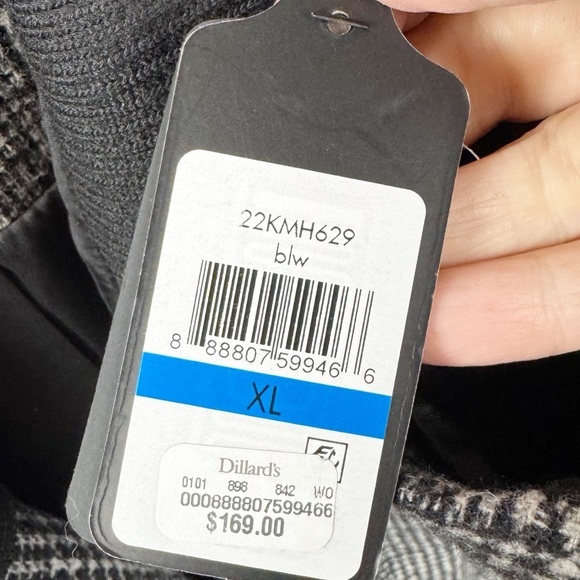 22KMH629
blw
8 88807 59946 6
XL
Dillard's
0101 898 842 WO
000888807599466
$169.00